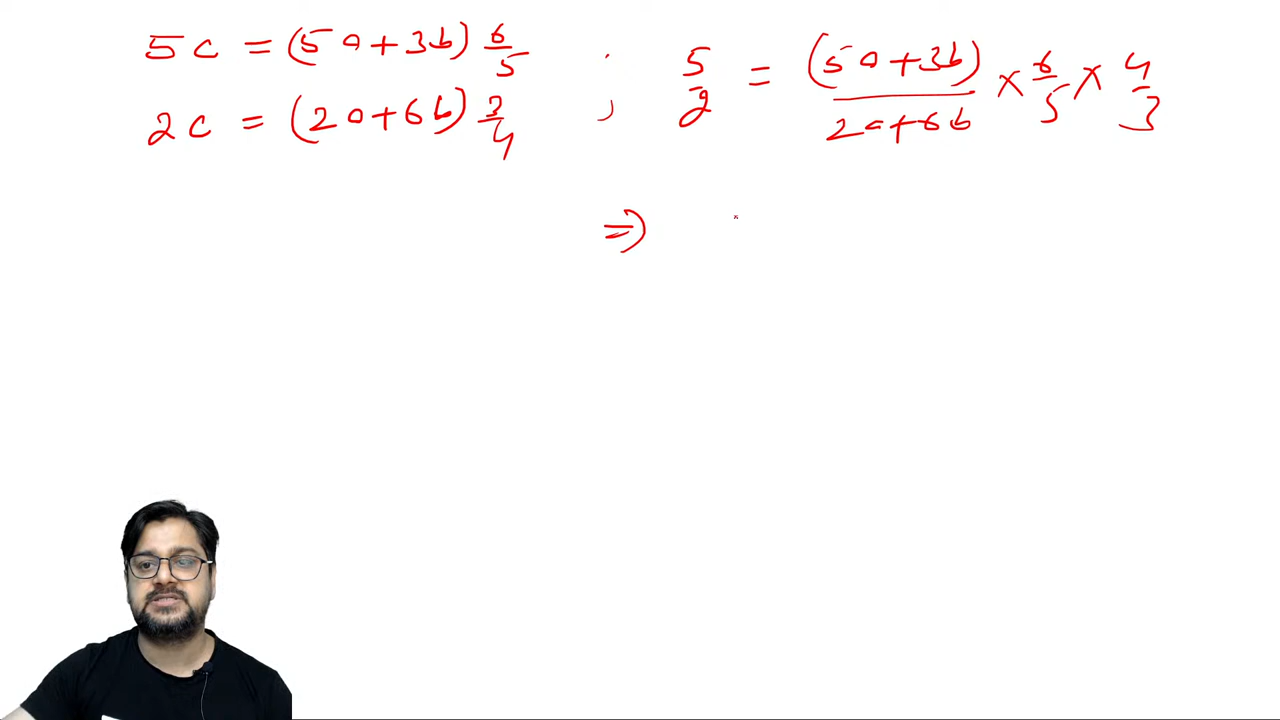 5c = (5a+3b) 6/5 ; 5/2 = (5a+3b)/(2a+6b) × 6/5 × 4/3
2c = (2a+6b) 3/4
⇒